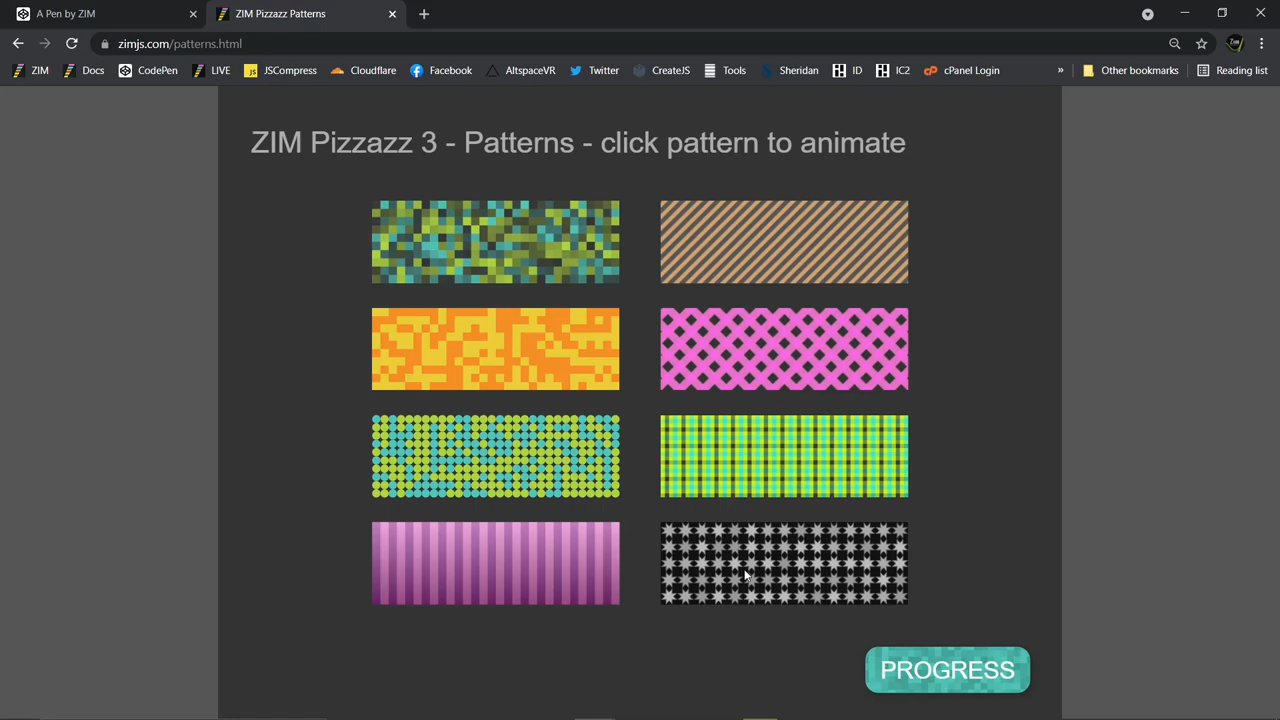 A Pen by ZIM
ZIM Pizzazz Patterns
zimjs.com/patterns.html
ZIM Docs CodePen LIVE JSCompress Cloudflare Facebook AltspaceVR Twitter CreateJS Tools Sheridan ID IC2 cPanel Login » Other bookmarks Reading list
ZIM Pizzazz 3 - Patterns - click pattern to animate
PROGRESS